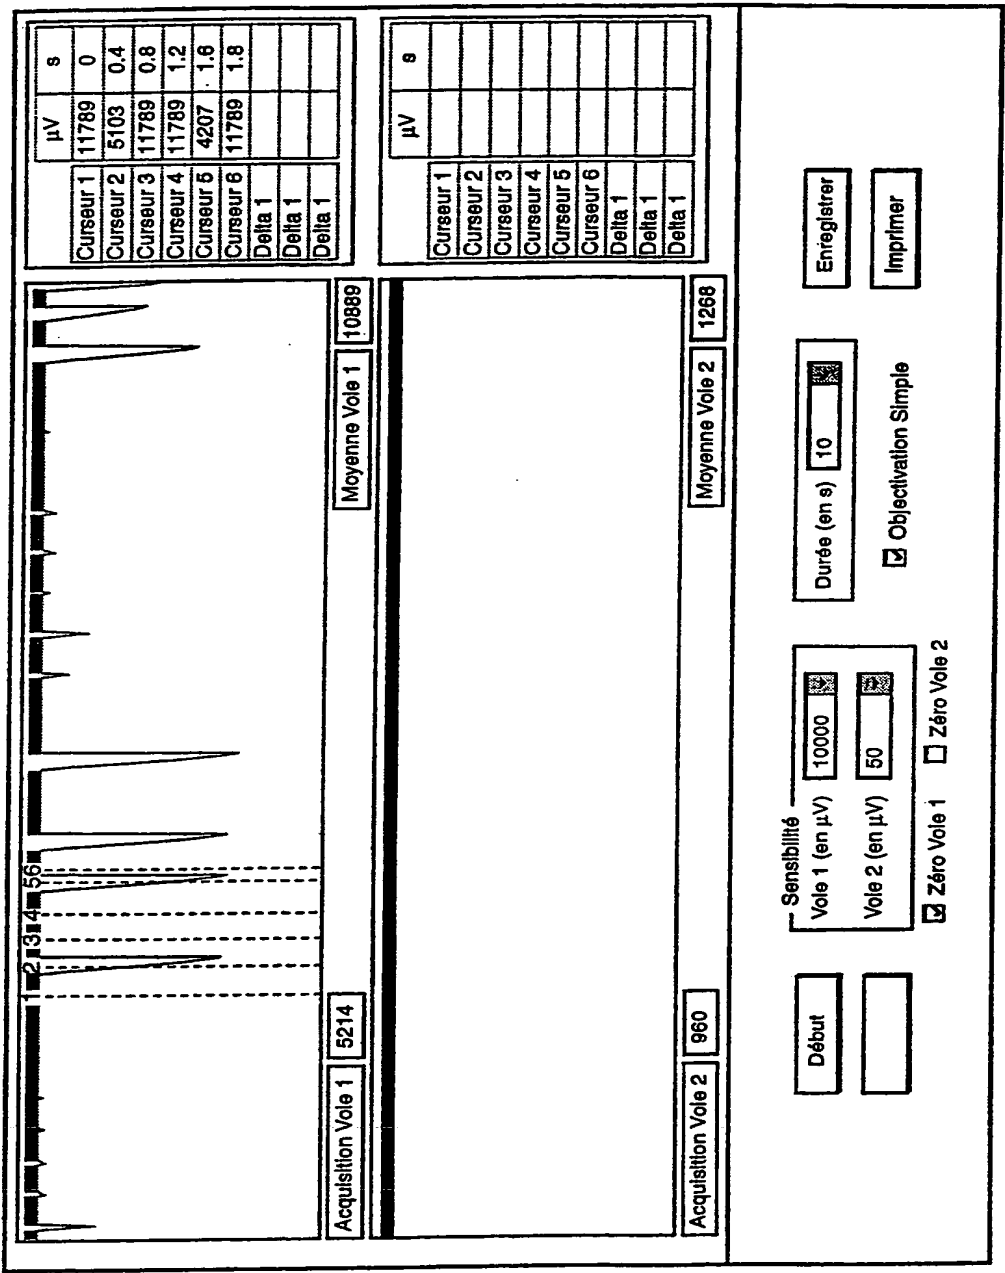 µV s
Curseur 1 11789 0
Curseur 2 5103 0.4
Curseur 3 11789 0.8
Curseur 4 11789 1.2
Curseur 5 4207 1.6
Curseur 6 11789 1.8
Delta 1
Delta 1
Delta 1
1 2 3 4 5 6
Acquisition Voie 1 5214 Moyenne Voie 1 10889
µV s
Curseur 1
Curseur 2
Curseur 3
Curseur 4
Curseur 5
Curseur 6
Delta 1
Delta 1
Delta 1
Acquisition Voie 2 960 Moyenne Voie 2 1268
Début
Sensibilité
Voie 1 (en µV) 10000
Voie 2 (en µV) 50
Zéro Voie 1 Zéro Voie 2
Durée (en s) 10
Objectivation Simple
Enregistrer
Imprimer